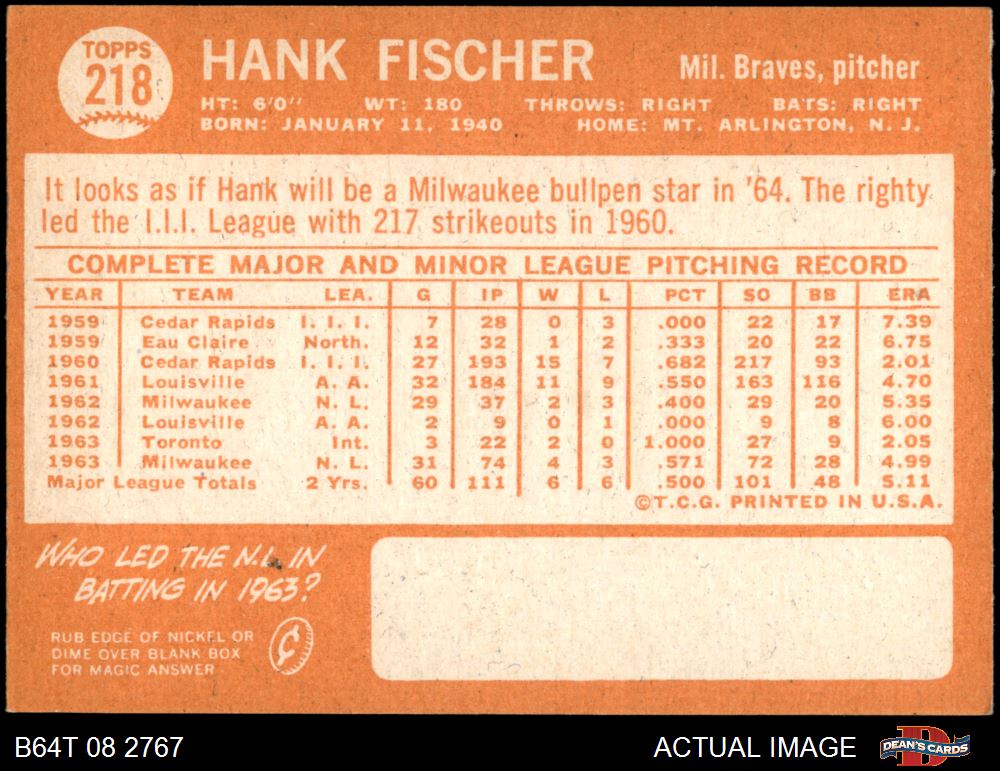 TOPPS
218
HANK FISCHER
Mil. Braves, pitcher
HT: 6'0" WT: 180 THROWS: RIGHT BATS: RIGHT
BORN: JANUARY 11, 1940 HOME: MT. ARLINGTON, N. J.
It looks as if Hank will be a Milwaukee bullpen star in '64. The righty
led the I.I.I. League with 217 strikeouts in 1960.
COMPLETE MAJOR AND MINOR LEAGUE PITCHING RECORD
YEAR TEAM LEA. G IP W L PCT SO BB ERA
1959 Cedar Rapids I. I. I. 7 28 0 3 .000 22 17 7.39
1959 Eau Claire North. 12 32 1 2 .333 20 22 6.75
1960 Cedar Rapids I. I. I. 27 193 15 7 .682 217 93 2.01
1961 Louisville A. A. 32 184 11 9 .550 163 116 4.70
1962 Milwaukee N. L. 29 37 2 3 .400 29 20 5.35
1962 Louisville A. A. 2 9 0 1 .000 9 8 6.00
1963 Toronto Int. 3 22 2 0 1.000 27 9 2.05
1963 Milwaukee N. L. 31 74 4 3 .571 72 28 4.99
Major League Totals 2 Yrs. 60 111 6 6 .500 101 48 5.11
©T.C.G. PRINTED IN U.S.A.
WHO LED THE N.L. IN
BATTING IN 1963?
RUB EDGE OF NICKEL OR
DIME OVER BLANK BOX
FOR MAGIC ANSWER
¢
B64T 08 2767
ACTUAL IMAGE
D
DEAN'S CARDS